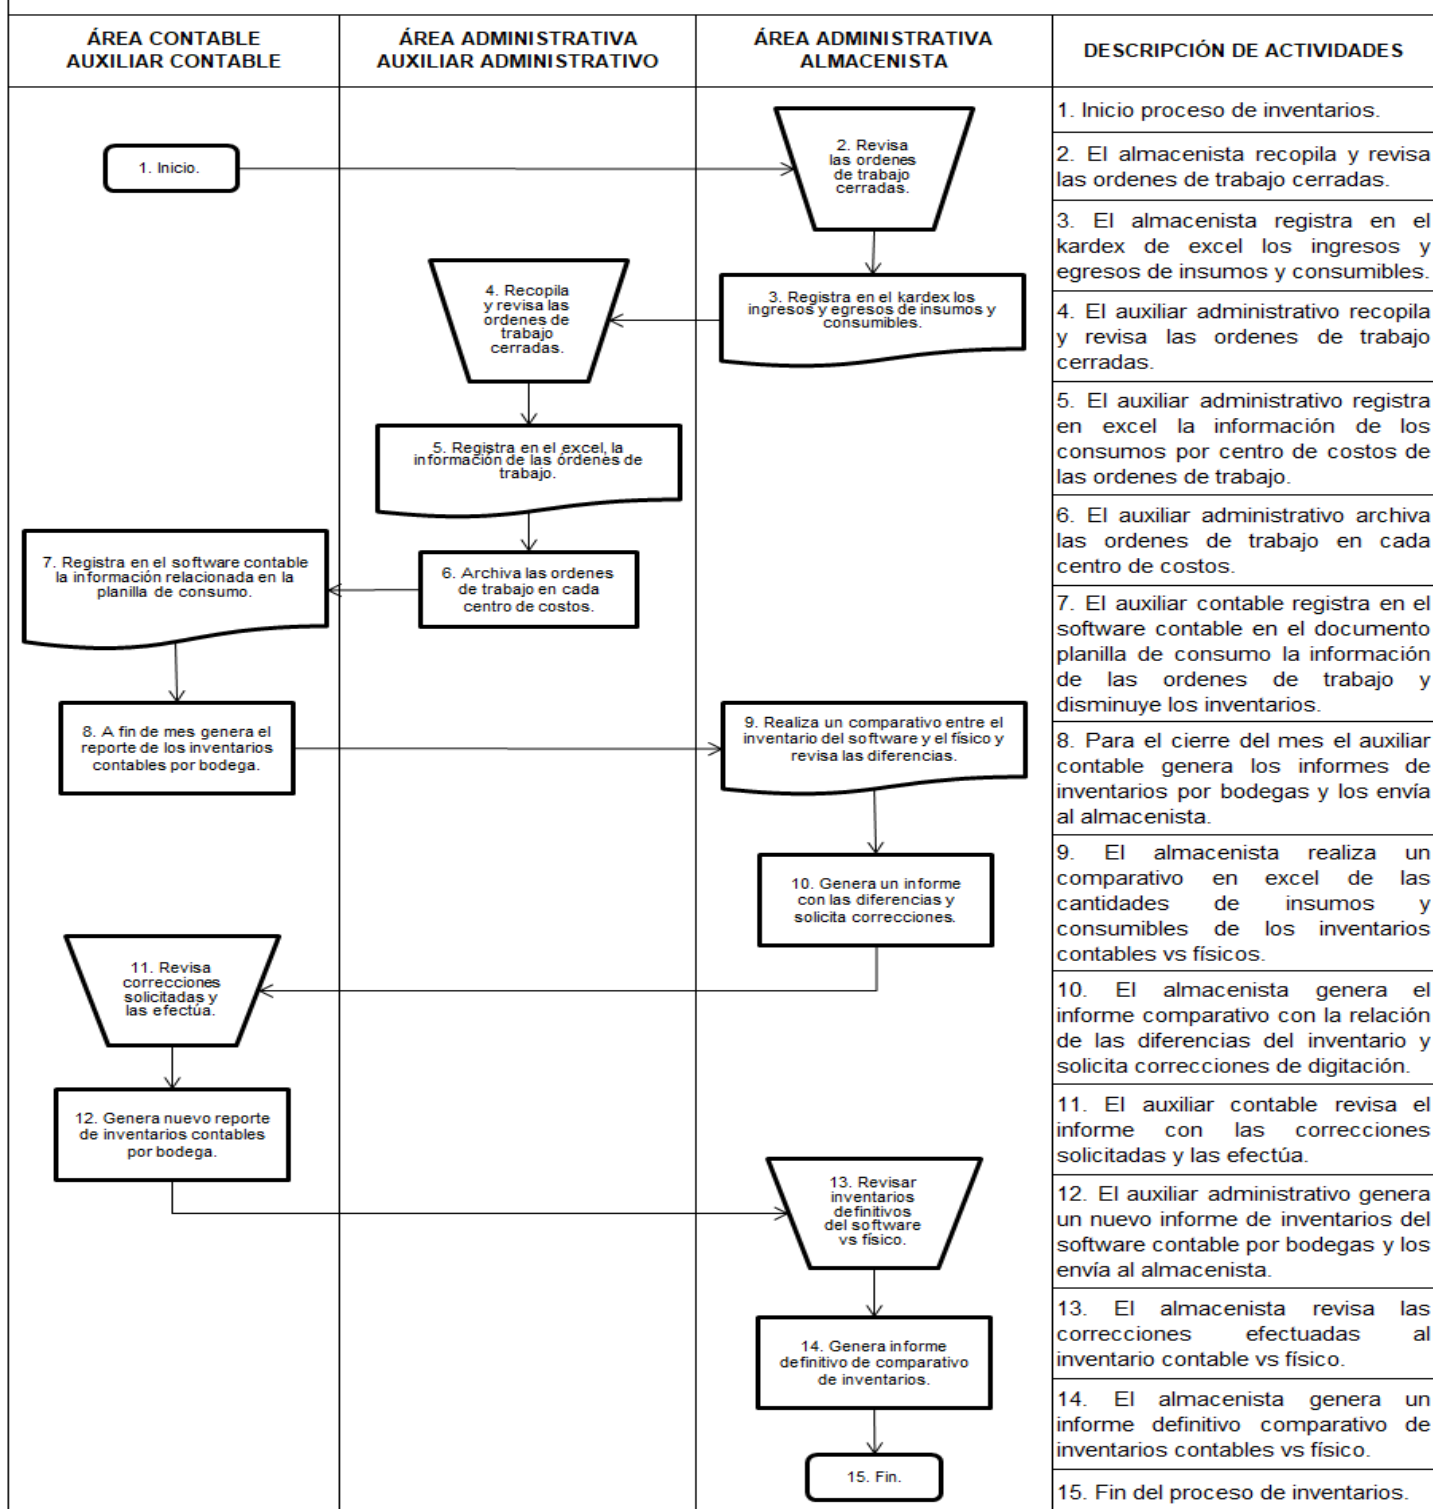 ÁREA CONTABLE
AUXILIAR CONTABLE
ÁREA ADMINISTRATIVA
AUXILIAR ADMINISTRATIVO
ÁREA ADMINISTRATIVA
ALMACENISTA
DESCRIPCIÓN DE ACTIVIDADES
1. Inicio.
2. Revisa
las ordenes
de trabajo
cerradas.
3. Registra en el kardex los
ingresos y egresos de insumos y
consumibles.
4. Recopila
y revisa las
ordenes de
trabajo
cerradas.
5. Registra en el excel, la
información de las órdenes de
trabajo.
6. Archiva las ordenes
de trabajo en cada
centro de costos.
7. Registra en el software contable
la información relacionada en la
planilla de consumo.
8. A fin de mes genera el
reporte de los inventarios
contables por bodega.
9. Realiza un comparativo entre el
inventario del software y el físico y
revisa las diferencias.
10. Genera un informe
con las diferencias y
solicita correcciones.
11. Revisa
correcciones
solicitadas y
las efectúa.
12. Genera nuevo reporte
de inventarios contables
por bodega.
13. Revisar
inventarios
definitivos
del software
vs físico.
14. Genera informe
definitivo de comparativo
de inventarios.
15. Fin.
1. Inicio proceso de inventarios.
2. El almacenista recopila y revisa
las ordenes de trabajo cerradas.
3. El almacenista registra en el
kardex de excel los ingresos y
egresos de insumos y consumibles.
4. El auxiliar administrativo recopila
y revisa las ordenes de trabajo
cerradas.
5. El auxiliar administrativo registra
en excel la información de los
consumos por centro de costos de
las ordenes de trabajo.
6. El auxiliar administrativo archiva
las ordenes de trabajo en cada
centro de costos.
7. El auxiliar contable registra en el
software contable en el documento
planilla de consumo la información
de las ordenes de trabajo y
disminuye los inventarios.
8. Para el cierre del mes el auxiliar
contable genera los informes de
inventarios por bodegas y los envía
al almacenista.
9. El almacenista realiza un
comparativo en excel de las
cantidades de insumos y
consumibles de los inventarios
contables vs físicos.
10. El almacenista genera el
informe comparativo con la relación
de las diferencias del inventario y
solicita correcciones de digitación.
11. El auxiliar contable revisa el
informe con las correcciones
solicitadas y las efectúa.
12. El auxiliar administrativo genera
un nuevo informe de inventarios del
software contable por bodegas y los
envía al almacenista.
13. El almacenista revisa las
correcciones efectuadas al
inventario contable vs físico.
14. El almacenista genera un
informe definitivo comparativo de
inventarios contables vs físico.
15. Fin del proceso de inventarios.